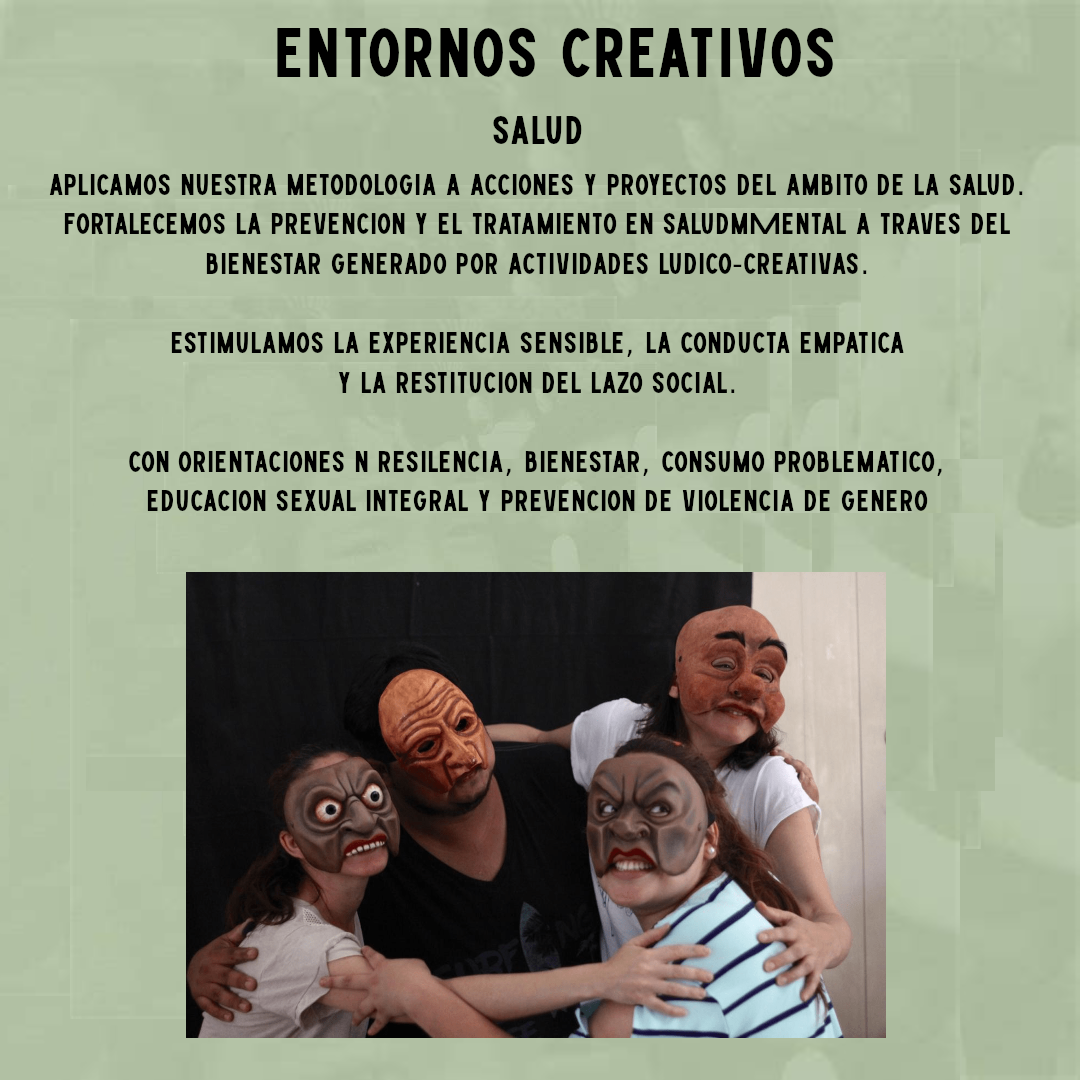 ENTORNOS CREATIVOS
SALUD
APLICAMOS NUESTRA METODOLOGIA A ACCIONES Y PROYECTOS DEL AMBITO DE LA SALUD.
FORTALECEMOS LA PREVENCION Y EL TRATAMIENTO EN SALUDMMENTAL A TRAVES DEL
BIENESTAR GENERADO POR ACTIVIDADES LUDICO-CREATIVAS.
ESTIMULAMOS LA EXPERIENCIA SENSIBLE, LA CONDUCTA EMPATICA
Y LA RESTITUCION DEL LAZO SOCIAL.
CON ORIENTACIONES N RESILENCIA, BIENESTAR, CONSUMO PROBLEMATICO,
EDUCACION SEXUAL INTEGRAL Y PREVENCION DE VIOLENCIA DE GENERO